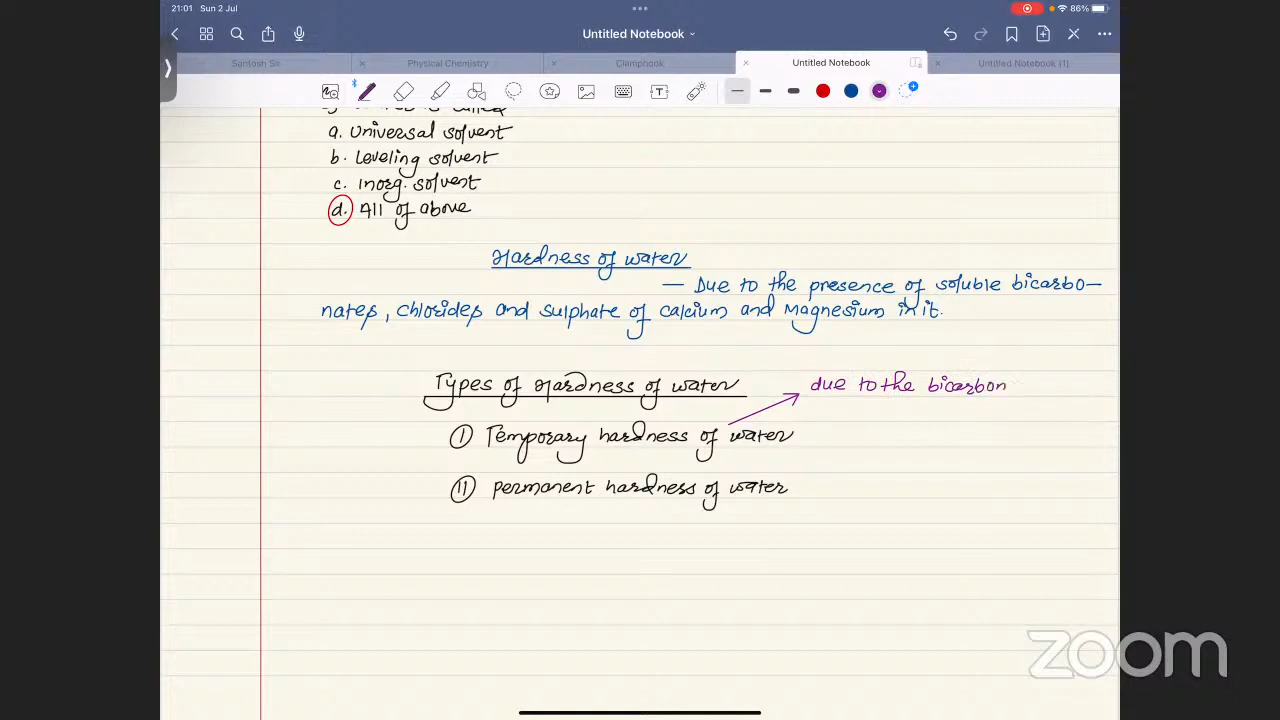 21:01 Sun 2 Jul
86%
Untitled Notebook
Santosh Sir
Physical Chemistry
Clamphook
Untitled Notebook
Untitled Notebook (1)
a. Universal solvent
b. Leveling solvent
c. Inorg. solvent
d. All of above
Hardness of water
— Due to the presence of soluble bicarbo-
nates, chlorides and sulphate of calcium and Magnesium in it.
Types of Hardness of water
due to the bicarbon
I Temporary hardness of water
II permanent hardness of water
zoom